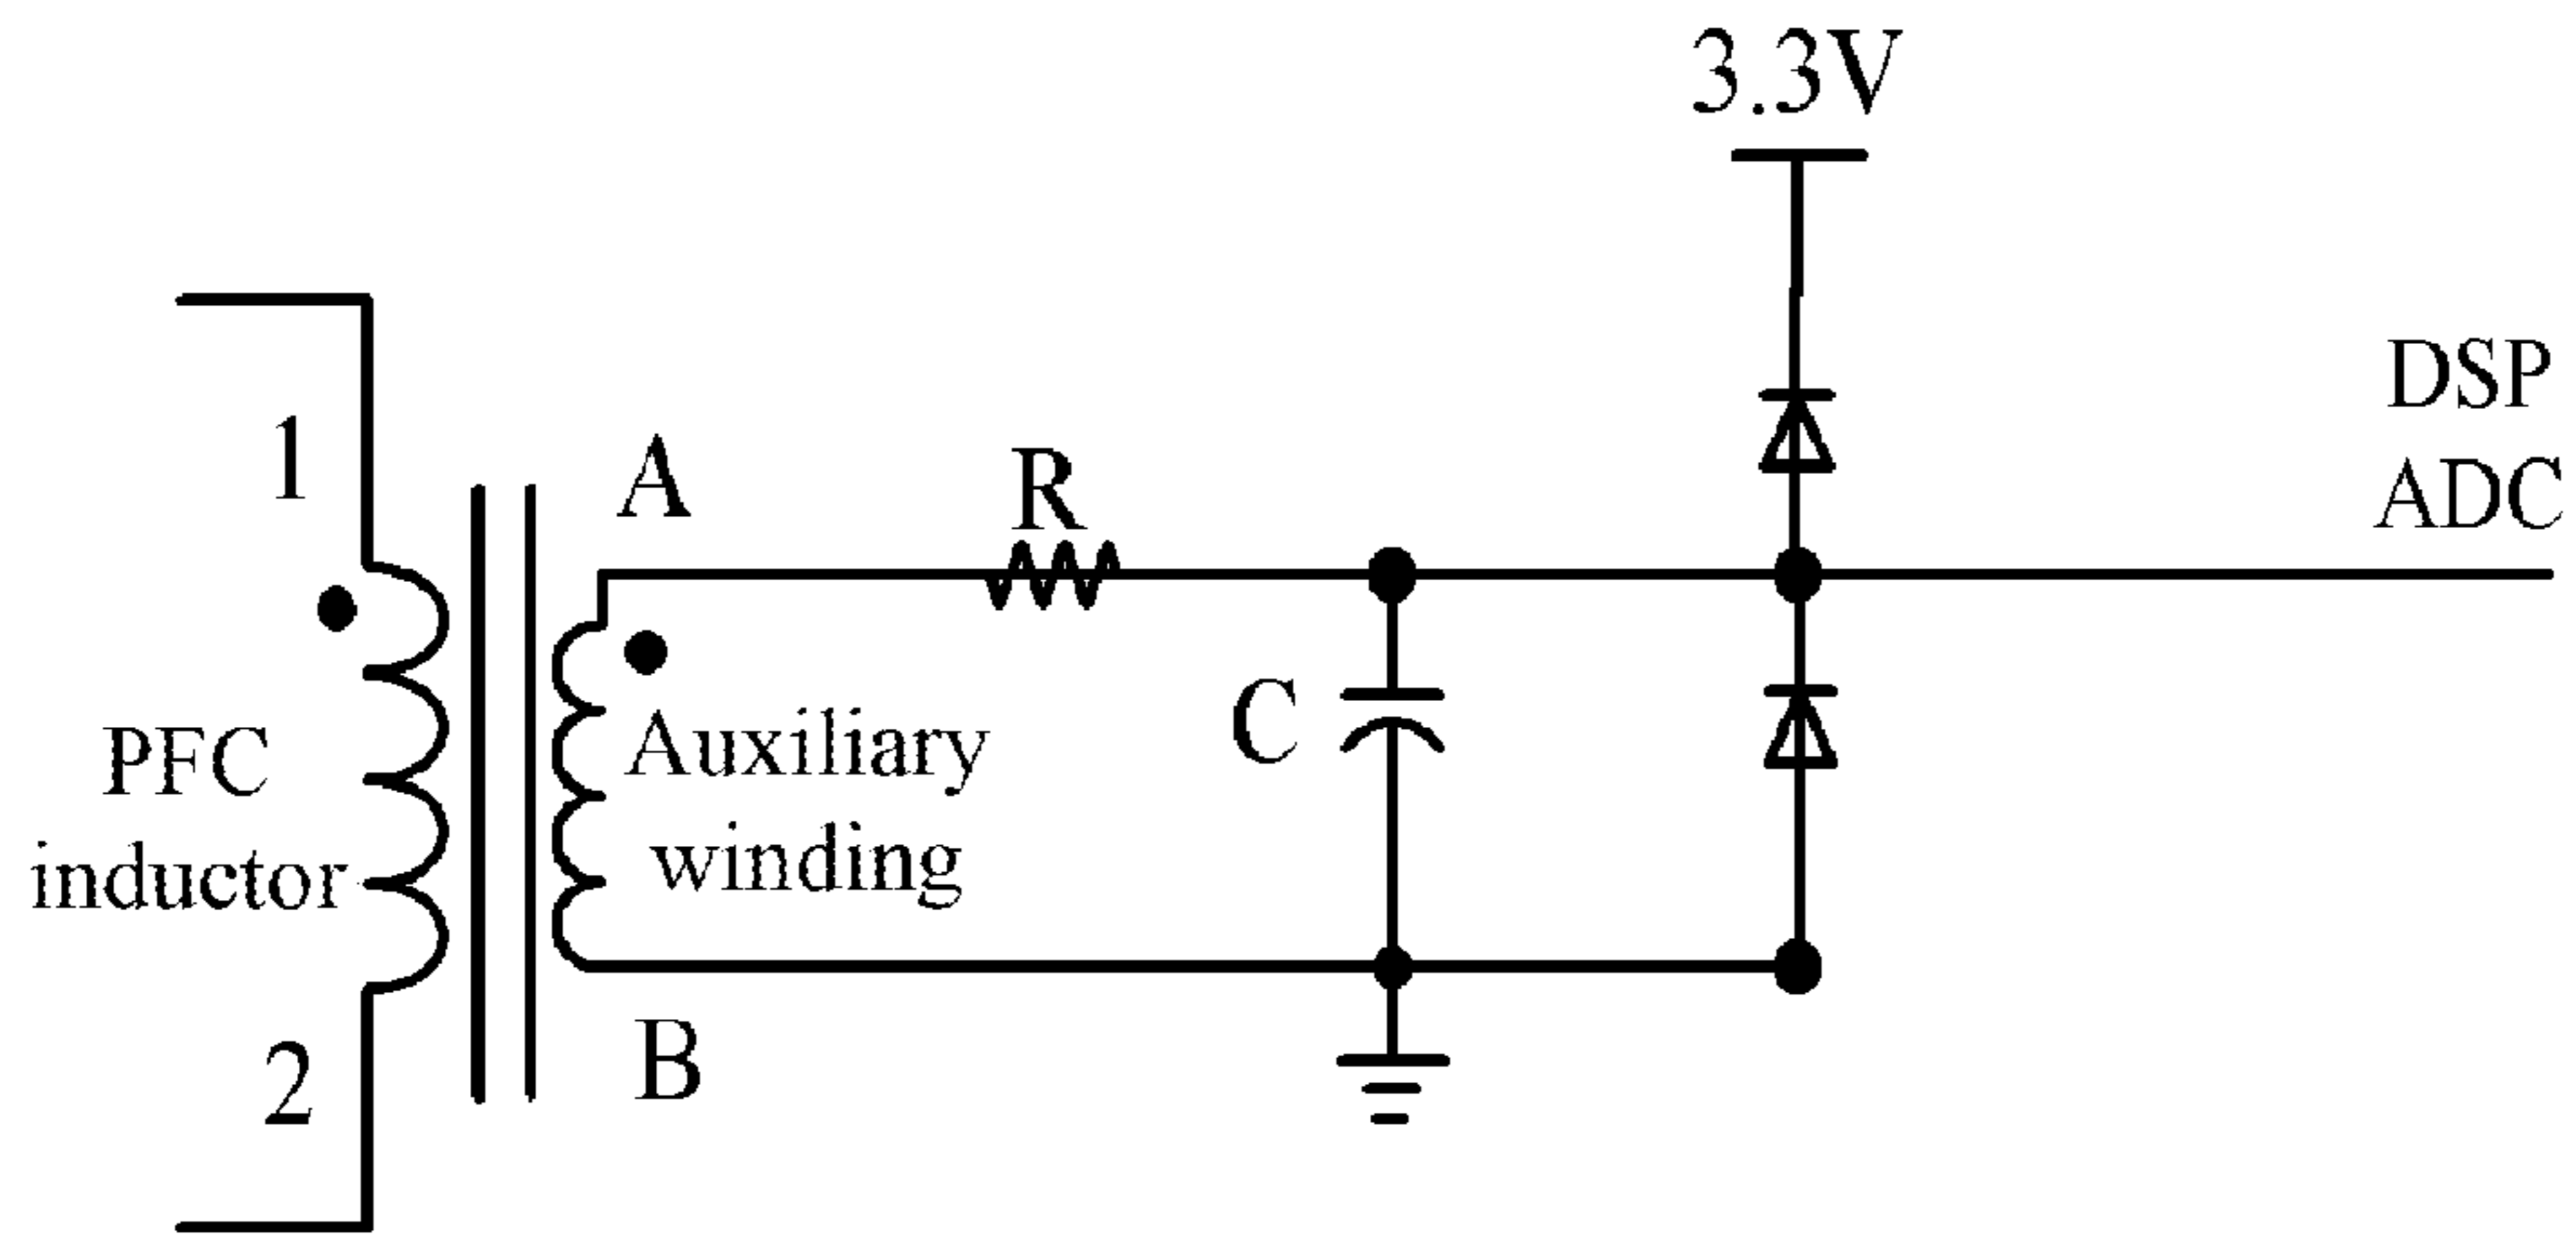 3.3V
DSP
ADC
1
A
R
PFC
inductor
Auxiliary
winding
C
2
B